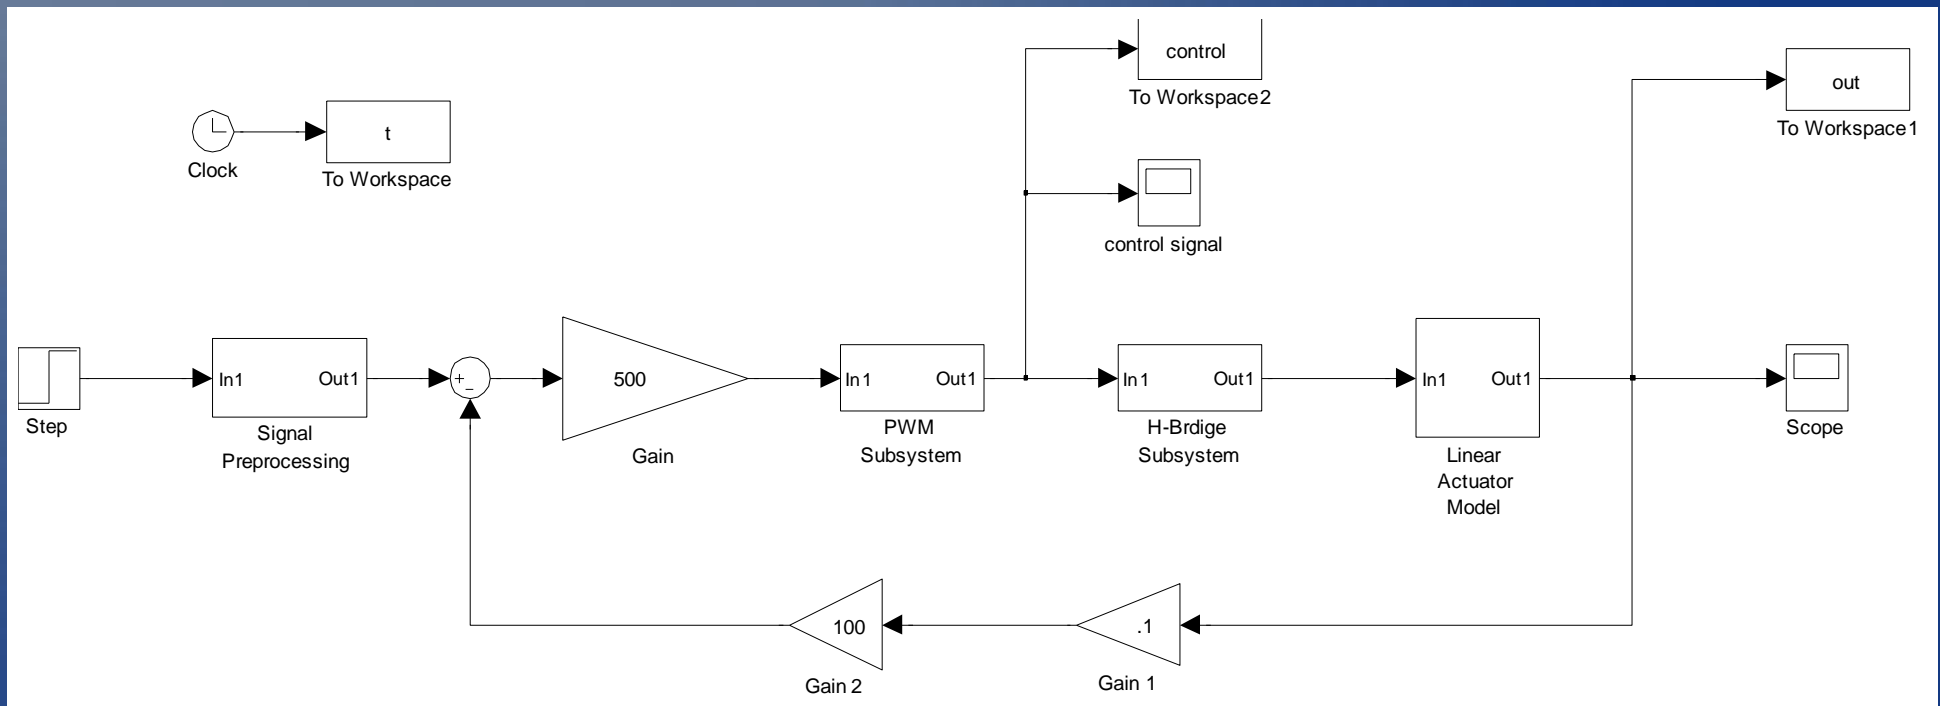 control
To Workspace2
out
To Workspace1
t
Clock
To Workspace
control signal
Step
In1
Out1
Signal
Preprocessing
+
−
500
Gain
In1
Out1
PWM
Subsystem
In1
Out1
H-Brdige
Subsystem
In1
Out1
Linear
Actuator
Model
Scope
100
Gain 2
.1
Gain 1